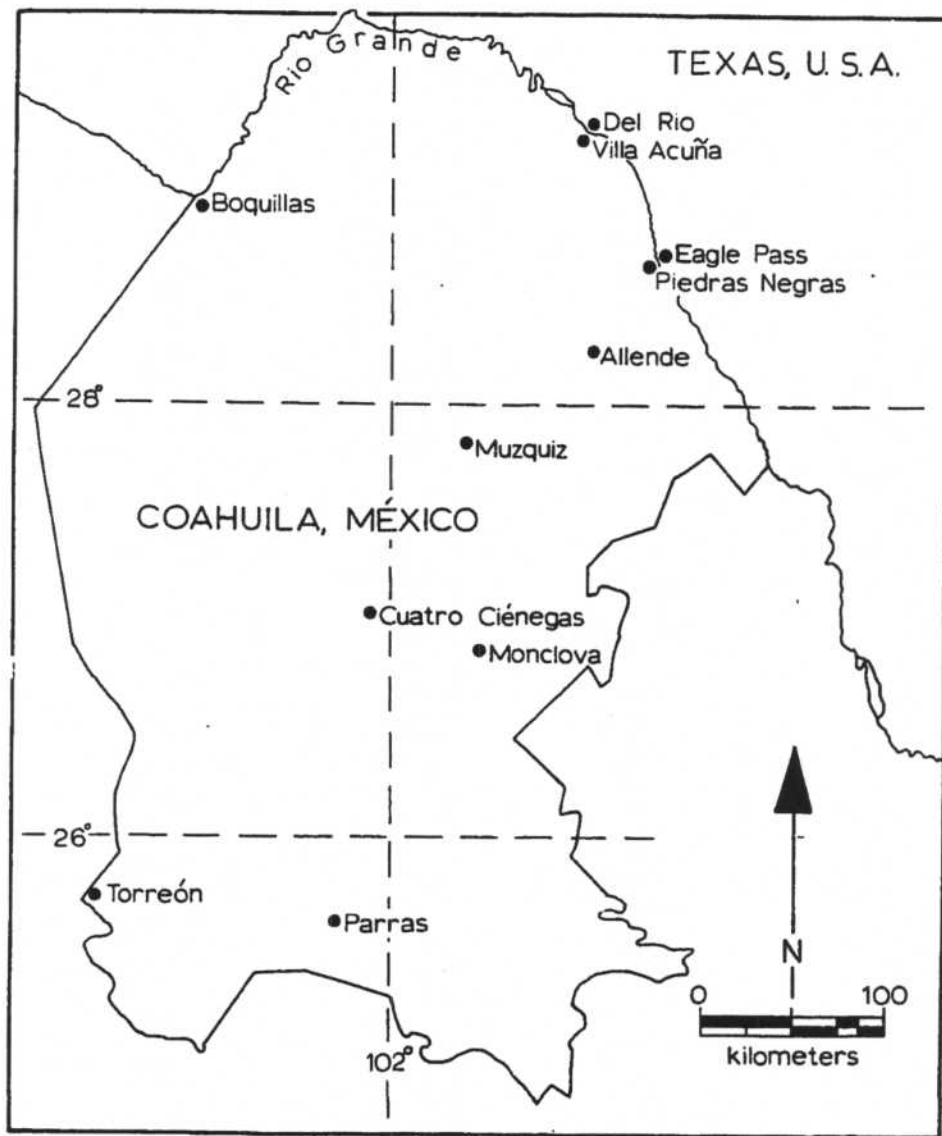 Rio Grande
TEXAS, U.S.A.
Del Rio
Villa Acuña
Boquillas
Eagle Pass
Piedras Negras
Allende
28°
Muzquiz
COAHUILA, MÉXICO
Cuatro Ciénegas
Monclova
26°
Torreón
Parras
N
0 100
kilometers
102°